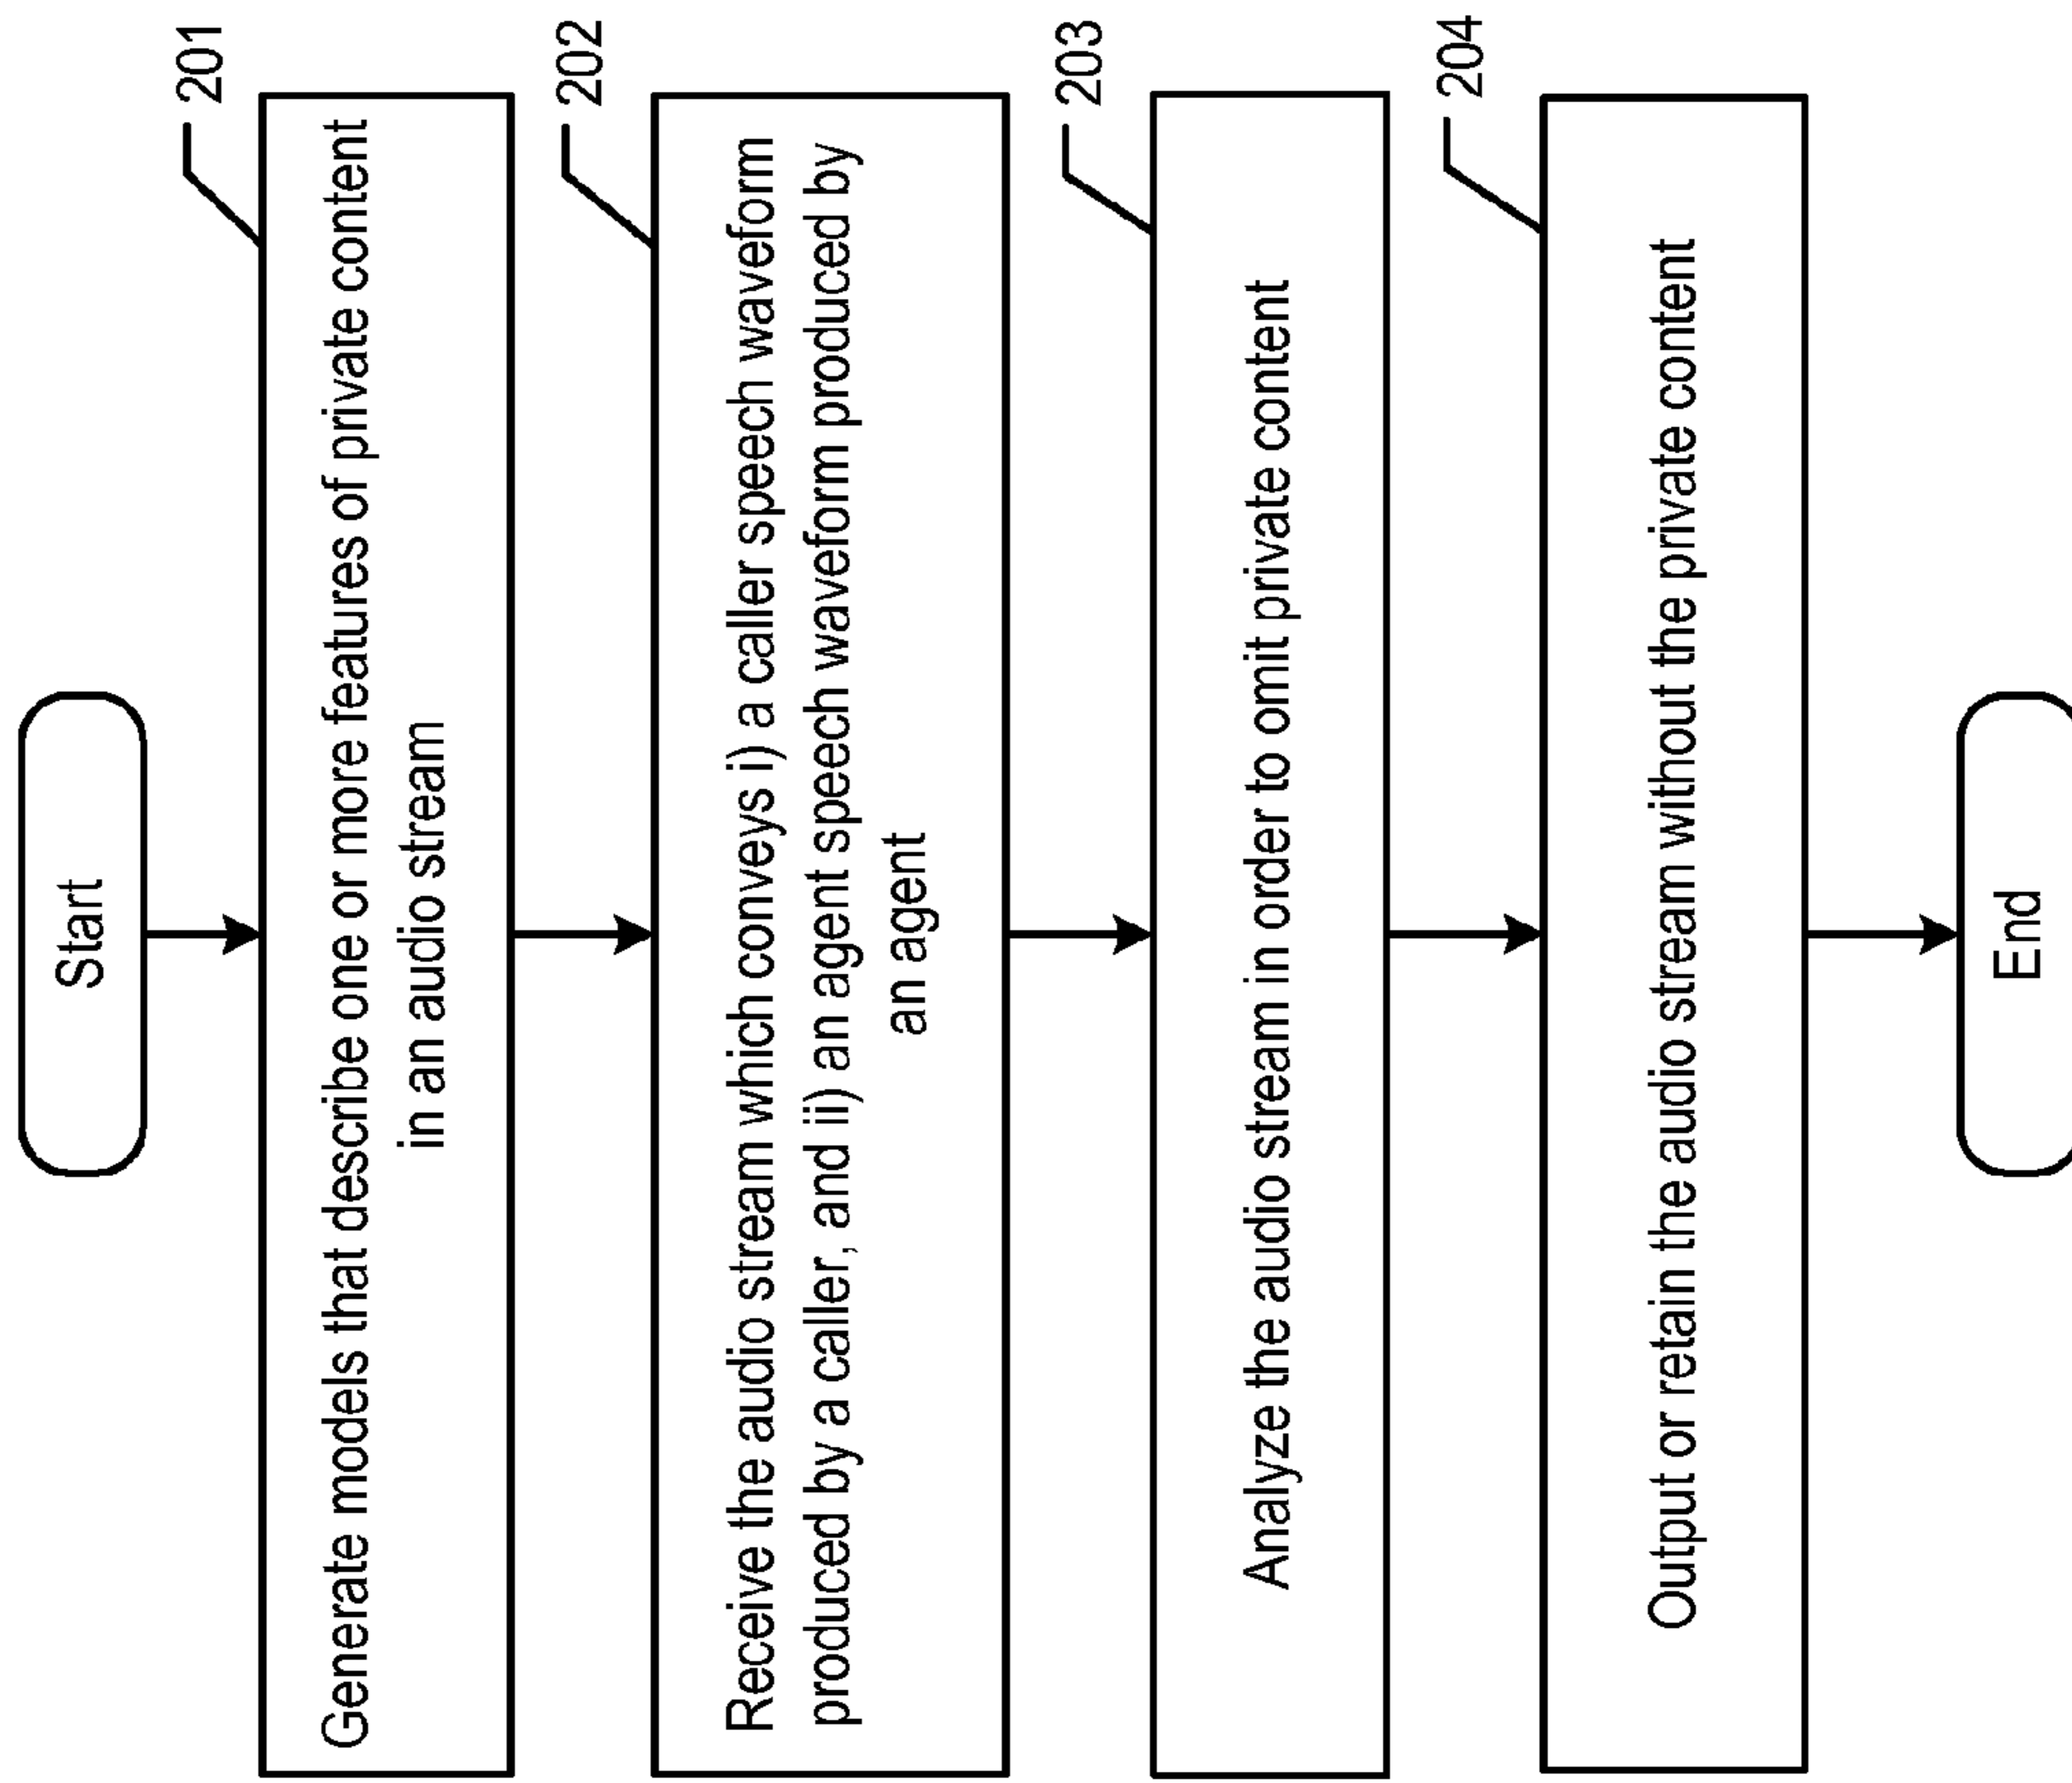 Start
201
Generate models that describe one or more features of private content
in an audio stream
202
Receive the audio stream which conveys i) a caller speech waveform
produced by a caller, and ii) an agent speech waveform produced by
an agent
203
Analyze the audio stream in order to omit private content
204
Output or retain the audio stream without the private content
End